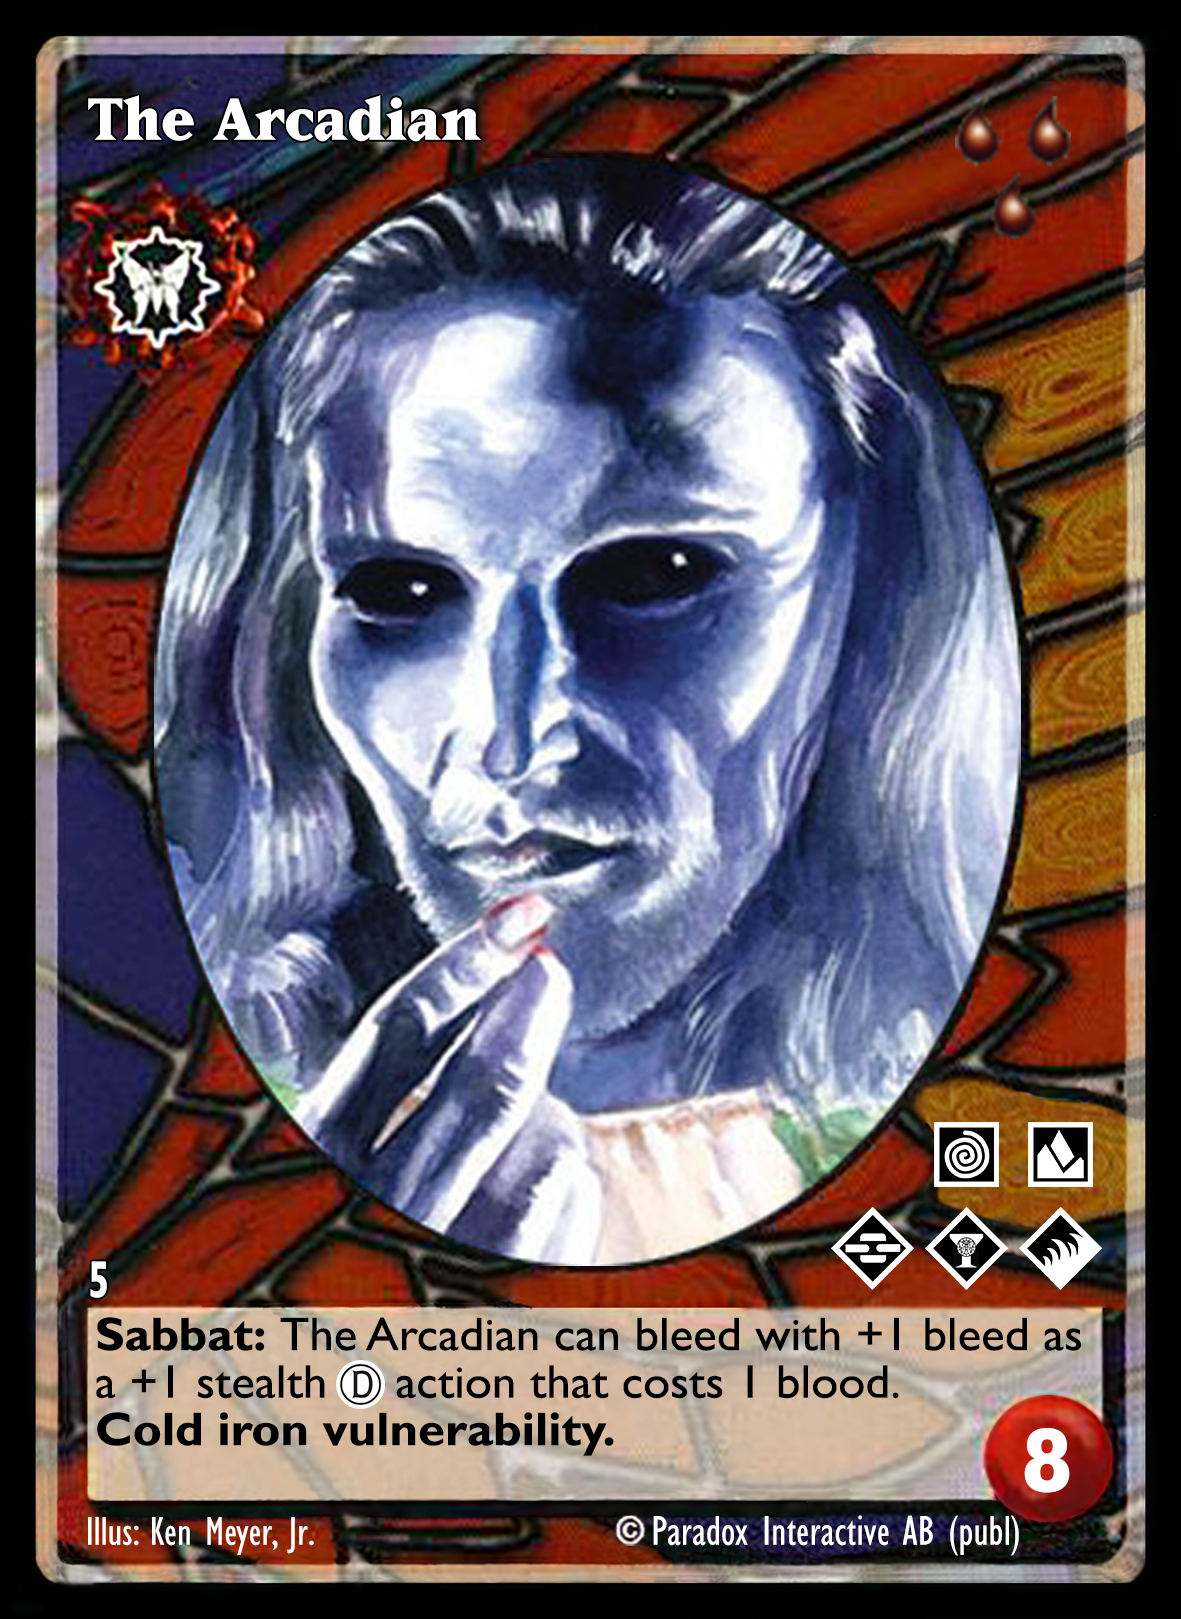 The Arcadian
5
Sabbat: The Arcadian can bleed with +1 bleed as
a +1 stealth Ⓓ action that costs 1 blood.
Cold iron vulnerability.
8
Illus: Ken Meyer, Jr.
© Paradox Interactive AB (publ)